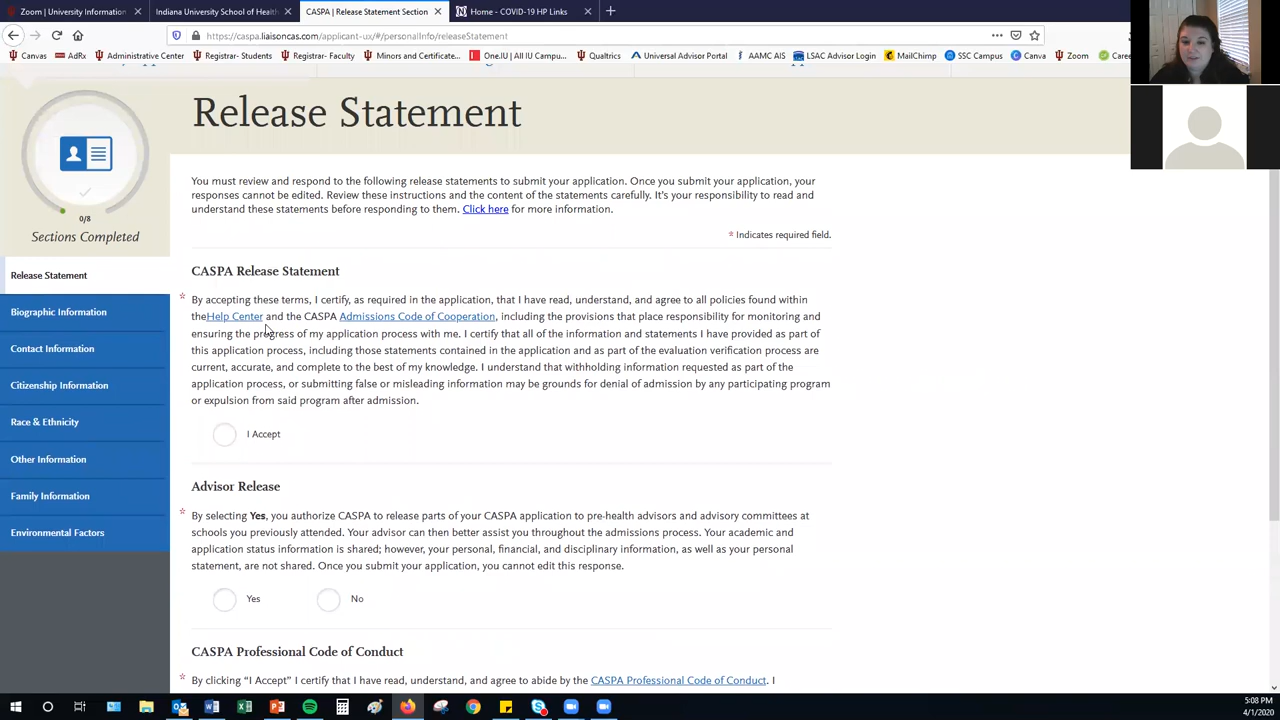 Zoom | University Information
Indiana University School of Healt
CASPA | Release Statement Section
Home - COVID-19 HP Links
https://caspa.liaisoncas.com/applicant-ux/#/personalInfo/releaseStatement
Canvas
AdRx
Administrative Center
Registrar- Students
Registrar- Faculty
Minors and Certificate...
One.IU | All IU Campu...
Qualtrics
Universal Advisor Portal
AAMC AIS
LSAC Advisor Login
MailChimp
SSC Campus
Canva
Zoom
Caree
Release Statement
0/8
Sections Completed
Release Statement
Biographic Information
Contact Information
Citizenship Information
Race & Ethnicity
Other Information
Family Information
Environmental Factors
You must review and respond to the following release statements to submit your application. Once you submit your application, your
responses cannot be edited. Review these instructions and the content of the statements carefully. It's your responsibility to read and
understand these statements before responding to them. Click here for more information.
* Indicates required field.
CASPA Release Statement
* By accepting these terms, I certify, as required in the application, that I have read, understand, and agree to all policies found within
theHelp Center and the CASPA Admissions Code of Cooperation, including the provisions that place responsibility for monitoring and
ensuring the progress of my application process with me. I certify that all of the information and statements I have provided as part of
this application process, including those statements contained in the application and as part of the evaluation verification process are
current, accurate, and complete to the best of my knowledge. I understand that withholding information requested as part of the
application process, or submitting false or misleading information may be grounds for denial of admission by any participating program
or expulsion from said program after admission.
I Accept
Advisor Release
* By selecting Yes, you authorize CASPA to release parts of your CASPA application to pre-health advisors and advisory committees at
schools you previously attended. Your advisor can then better assist you throughout the admissions process. Your academic and
application status information is shared; however, your personal, financial, and disciplinary information, as well as your personal
statement, are not shared. Once you submit your application, you cannot edit this response.
Yes
No
CASPA Professional Code of Conduct
* By clicking “I Accept” I certify that I have read, understand, and agree to abide by the CASPA Professional Code of Conduct. I
5:08 PM
4/1/2020